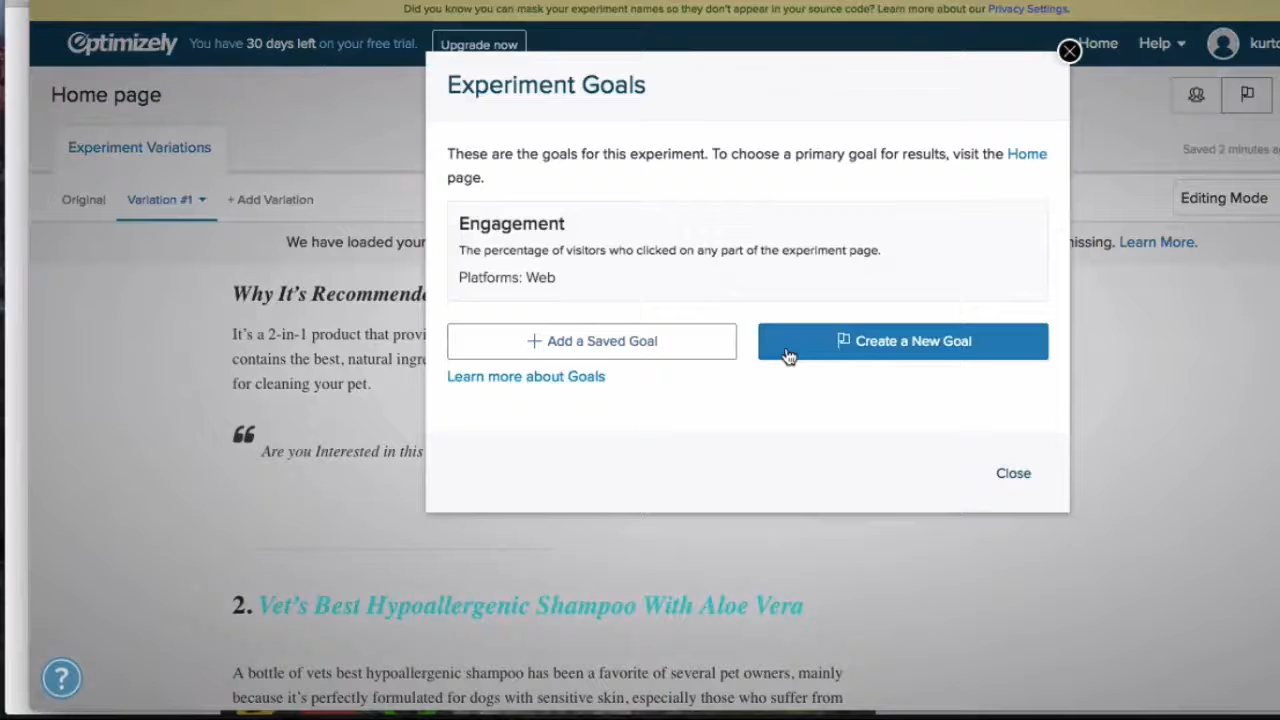 Did you know you can mask your experiment names so they don't appear in your source code? Learn more about our Privacy Settings.
Optimizely You have 30 days left on your free trial. Upgrade now Home Help
Home page
Experiment Goals
Experiment Variations
These are the goals for this experiment. To choose a primary goal for results, visit the Home
page.
Saved 2 minutes
Original Variation #1 + Add Variation
Editing Mode
Engagement
We have loaded your
The percentage of visitors who clicked on any part of the experiment page.
missing. Learn More.
Platforms: Web
Why It's
It's a 2-in-1 product that
contains the best, natural
for cleaning your pet.
+ Add a Saved Goal
Create a New Goal
Learn more about Goals
“ Are you Interested in this
Close
2. Vet's Best Hypoallergenic Shampoo With Aloe Vera
A bottle of vets best hypoallergenic shampoo has been a favorite of several pet owners, mainly
because it's perfectly formulated for dogs with sensitive skin, especially those who suffer from
?